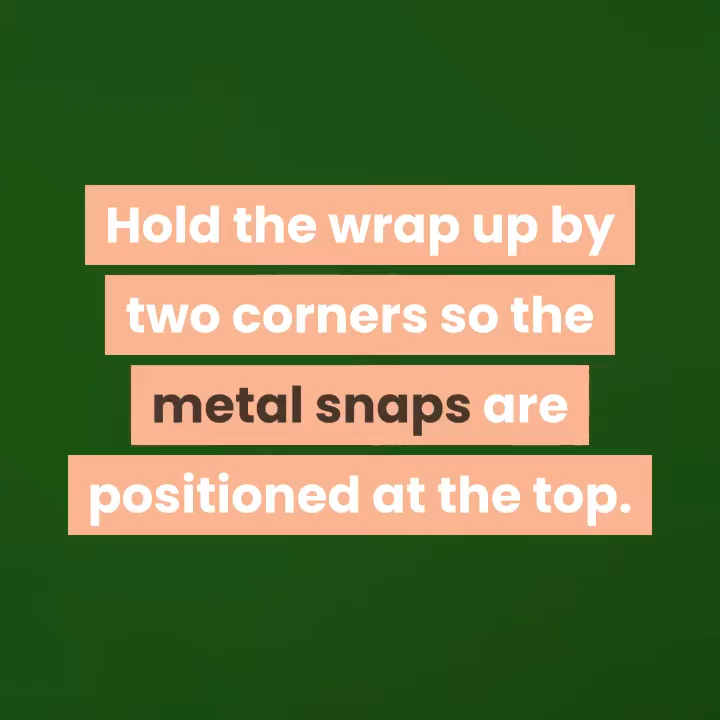 Hold the wrap up by
two corners so the
metal snaps are
positioned at the top.